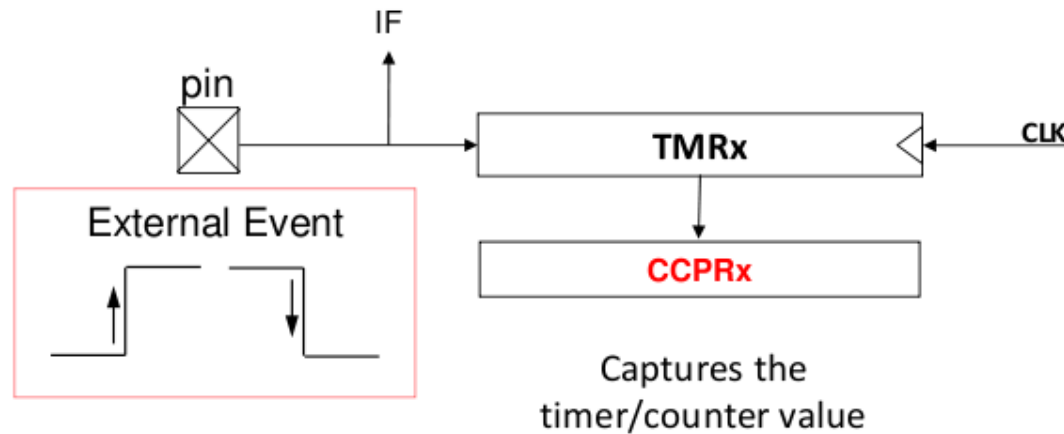 IF
pin
TMRx
CLK
External Event
CCPRx
Captures the
timer/counter value